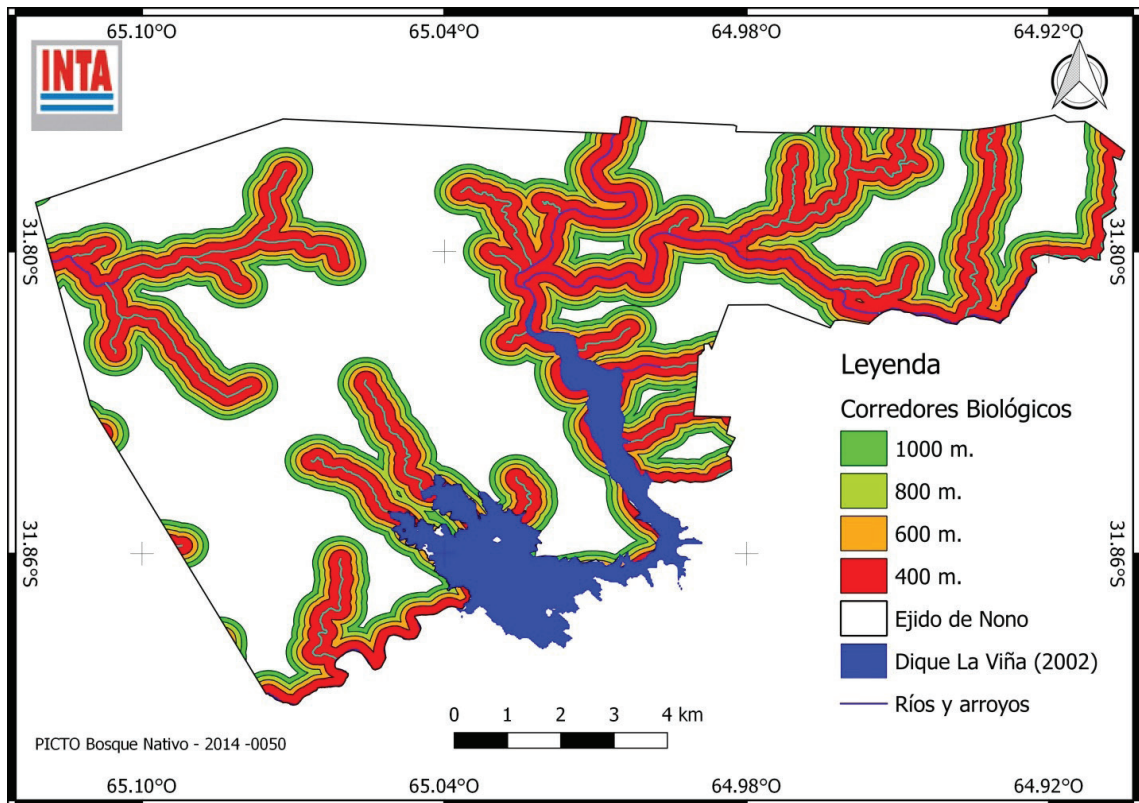 65.10°O
65.04°O
64.98°O
64.92°O
INTA
31.80°S
31.80°S
Leyenda
Corredores Biológicos
1000 m.
800 m.
600 m.
400 m.
Ejido de Nono
Dique La Viña (2002)
Ríos y arroyos
31.86°S
31.86°S
0 1 2 3 4 km
PICTO Bosque Nativo - 2014 -0050
65.10°O
65.04°O
64.98°O
64.92°O